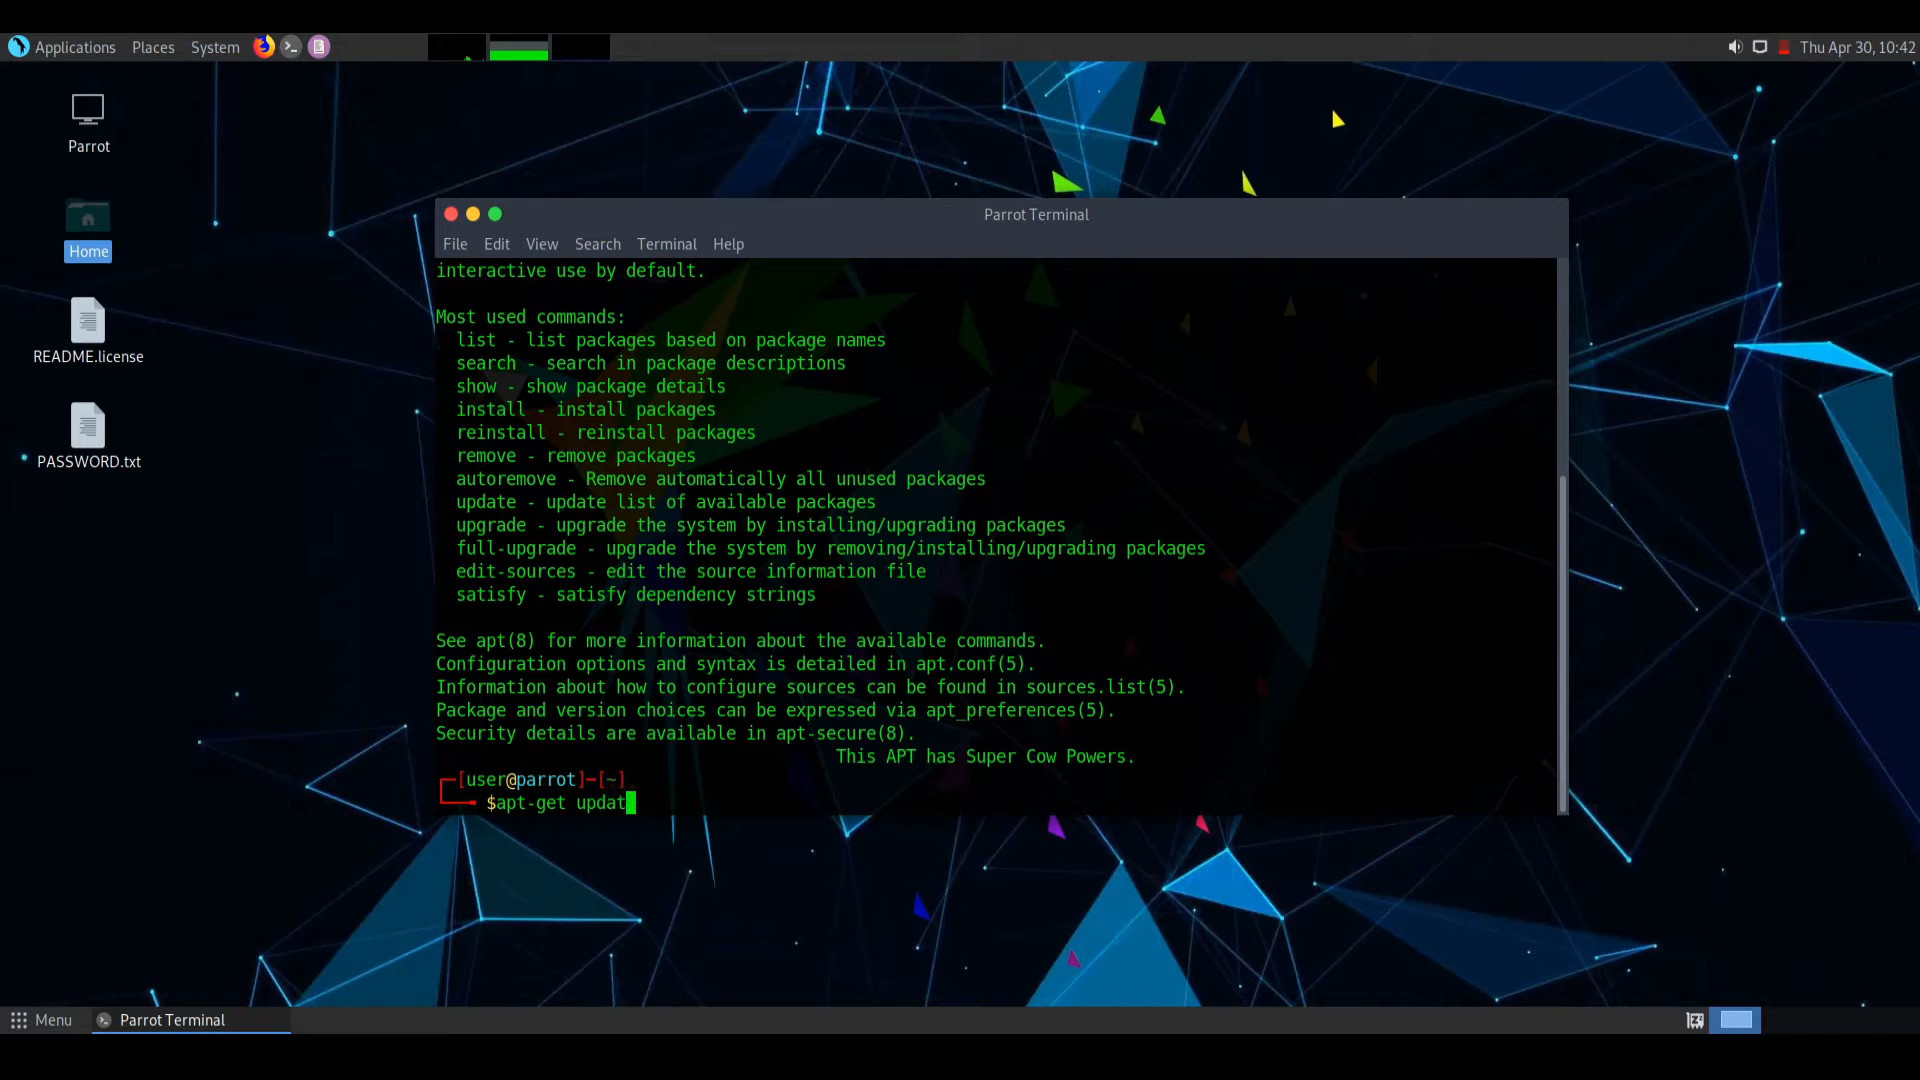 Applications Places System
Thu Apr 30, 10:42
Parrot
Home
README.license
PASSWORD.txt
Parrot Terminal
File Edit View Search Terminal Help
interactive use by default.
Most used commands:
list - list packages based on package names
search - search in package descriptions
show - show package details
install - install packages
reinstall - reinstall packages
remove - remove packages
autoremove - Remove automatically all unused packages
update - update list of available packages
upgrade - upgrade the system by installing/upgrading packages
full-upgrade - upgrade the system by removing/installing/upgrading packages
edit-sources - edit the source information file
satisfy - satisfy dependency strings
See apt(8) for more information about the available commands.
Configuration options and syntax is detailed in apt.conf(5).
Information about how to configure sources can be found in sources.list(5).
Package and version choices can be expressed via apt_preferences(5).
Security details are available in apt-secure(8).
This APT has Super Cow Powers.
┌─[user@parrot]─[~]
└──╼ $apt-get updat
Menu Parrot Terminal